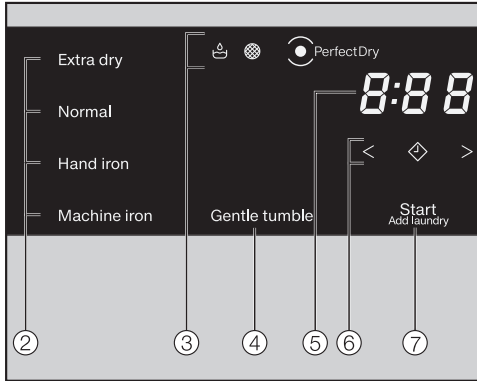 Extra dry
PerfectDry
8:88
Normal
< >
Hand iron
Machine iron
Gentle tumble
Start
Add laundry
2 3 4 5 6 7